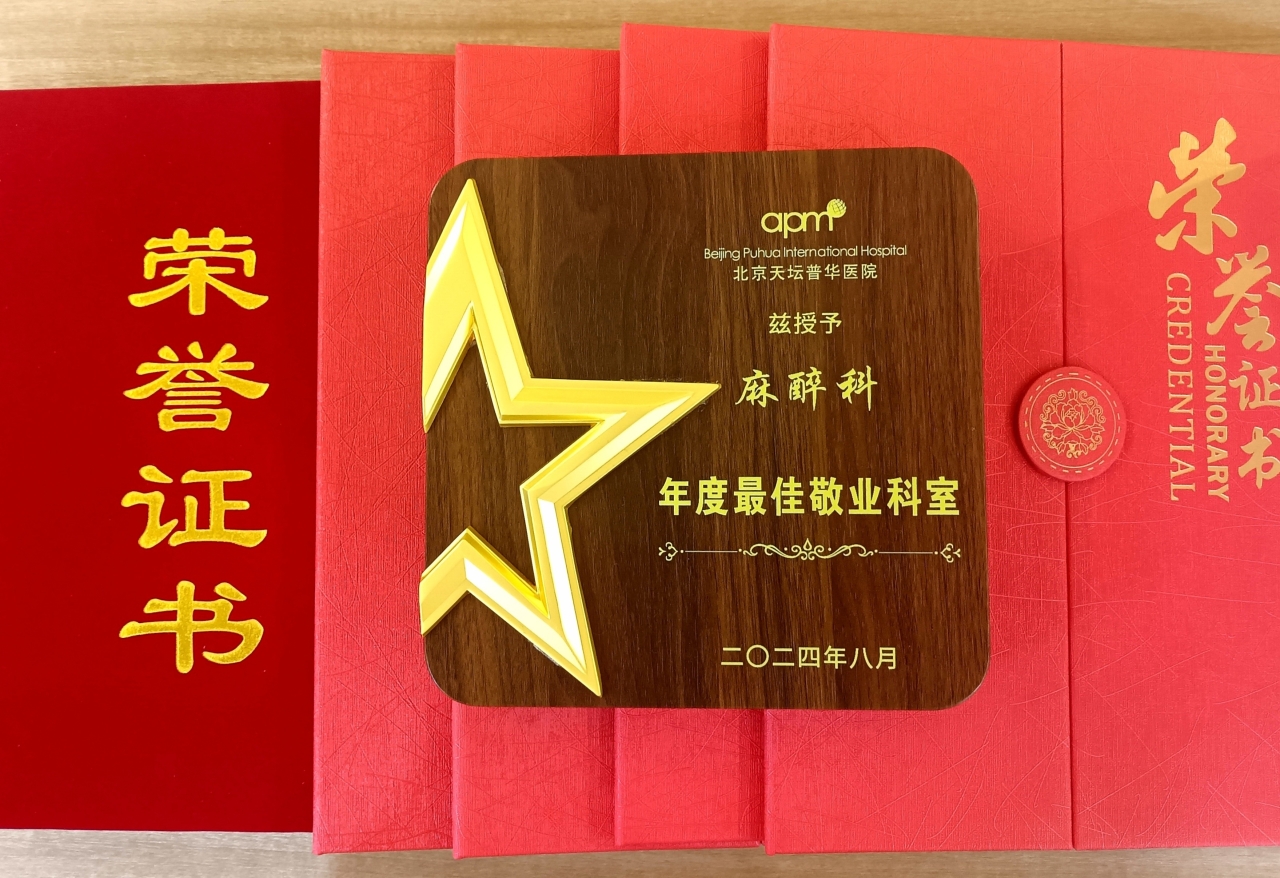 荣誉证书
apm
Beijing Puhua International Hospital
北京天坛普华医院
兹授予
麻醉科
年度最佳敬业科室
二〇二四年八月
荣誉证书
HONORARY
CREDENTIAL